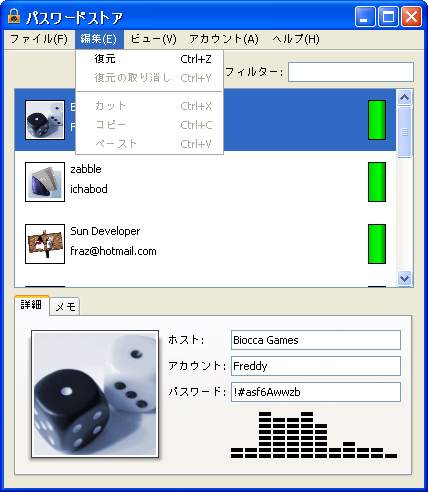 パスワードストア
ファイル(F) 編集(E) ビュー(V) アカウント(A) ヘルプ(H)
復元 Ctrl+Z
復元の取り消し Ctrl+Y
カット Ctrl+X
コピー Ctrl+C
ペースト Ctrl+V
フィルター:
zabble
ichabod
Sun Developer
fraz@hotmail.com
詳細 メモ
ホスト: Biocca Games
アカウント: Freddy
パスワード: !#asf6Awwzb